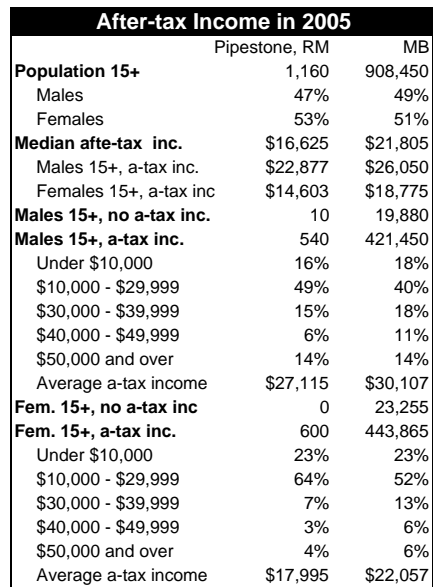 After-tax Income in 2005
Pipestone, RM MB
Population 15+ 1,160 908,450
Males 47% 49%
Females 53% 51%
Median afte-tax inc. $16,625 $21,805
Males 15+, a-tax inc. $22,877 $26,050
Females 15+, a-tax inc $14,603 $18,775
Males 15+, no a-tax inc. 10 19,880
Males 15+, a-tax inc. 540 421,450
Under $10,000 16% 18%
$10,000 - $29,999 49% 40%
$30,000 - $39,999 15% 18%
$40,000 - $49,999 6% 11%
$50,000 and over 14% 14%
Average a-tax income $27,115 $30,107
Fem. 15+, no a-tax inc 0 23,255
Fem. 15+, a-tax inc. 600 443,865
Under $10,000 23% 23%
$10,000 - $29,999 64% 52%
$30,000 - $39,999 7% 13%
$40,000 - $49,999 3% 6%
$50,000 and over 4% 6%
Average a-tax income $17,995 $22,057